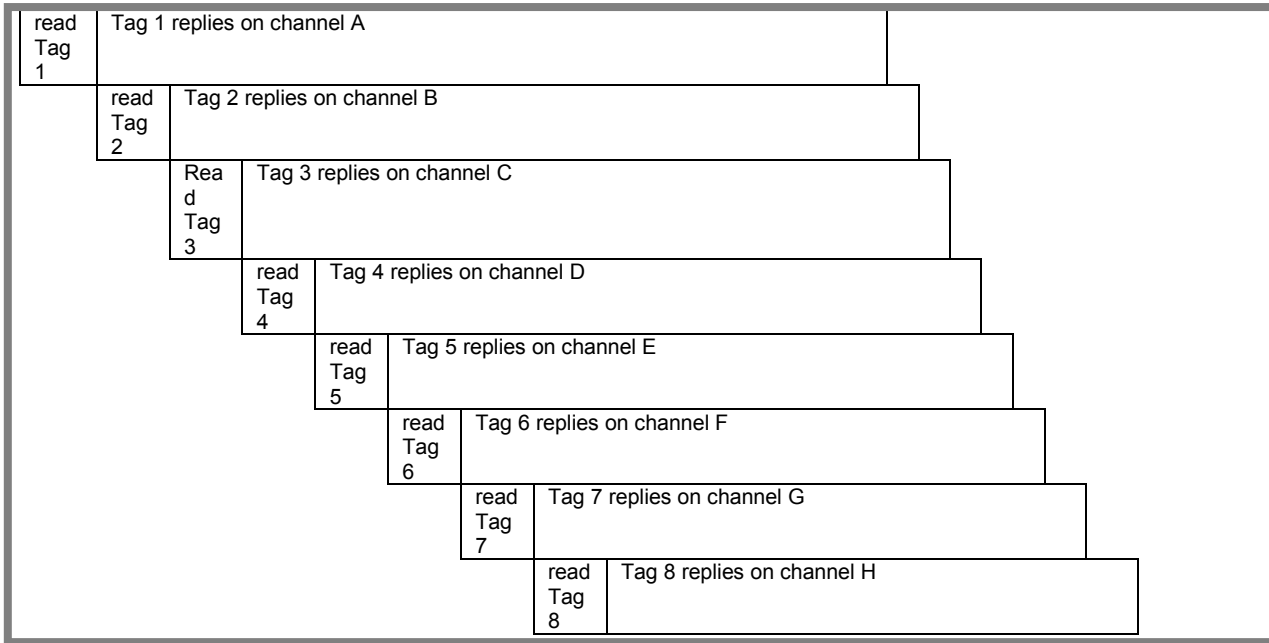 read Tag 1 replies on channel A
Tag
1
read Tag 2 replies on channel B
Tag
2
Rea Tag 3 replies on channel C
d
Tag
3
read Tag 4 replies on channel D
Tag
4
read Tag 5 replies on channel E
Tag
5
read Tag 6 replies on channel F
Tag
6
read Tag 7 replies on channel G
Tag
7
read Tag 8 replies on channel H
Tag
8